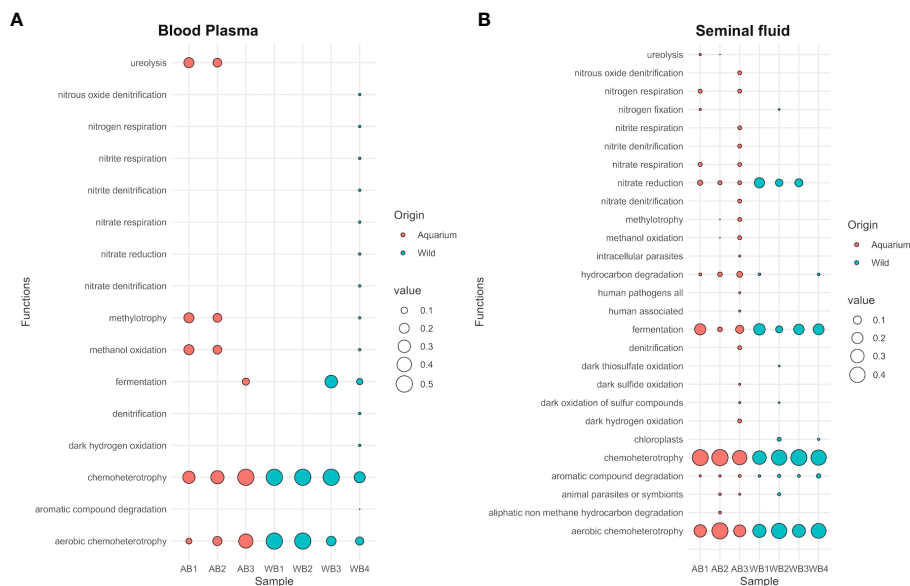 A
Blood Plasma
Functions
ureolysis
nitrous oxide denitrification
nitrogen respiration
nitrite respiration
nitrite denitrification
nitrate respiration
nitrate reduction
nitrate denitrification
methylotrophy
methanol oxidation
fermentation
denitrification
dark hydrogen oxidation
chemoheterotrophy
aromatic compound degradation
aerobic chemoheterotrophy
AB1 AB2 AB3 WB1 WB2 WB3 WB4
Sample
Origin
Aquarium
Wild
value
0.1
0.2
0.3
0.4
0.5
B
Seminal fluid
Functions
ureolysis
nitrous oxide denitrification
nitrogen respiration
nitrogen fixation
nitrite respiration
nitrite denitrification
nitrate respiration
nitrate reduction
nitrate denitrification
methylotrophy
methanol oxidation
intracellular parasites
hydrocarbon degradation
human pathogens all
human associated
fermentation
denitrification
dark thiosulfate oxidation
dark sulfide oxidation
dark oxidation of sulfur compounds
dark hydrogen oxidation
chloroplasts
chemoheterotrophy
aromatic compound degradation
animal parasites or symbionts
aliphatic non methane hydrocarbon degradation
aerobic chemoheterotrophy
AB1 AB2 AB3 WB1 WB2 WB3 WB4
Sample
Origin
Aquarium
Wild
value
0.1
0.2
0.3
0.4